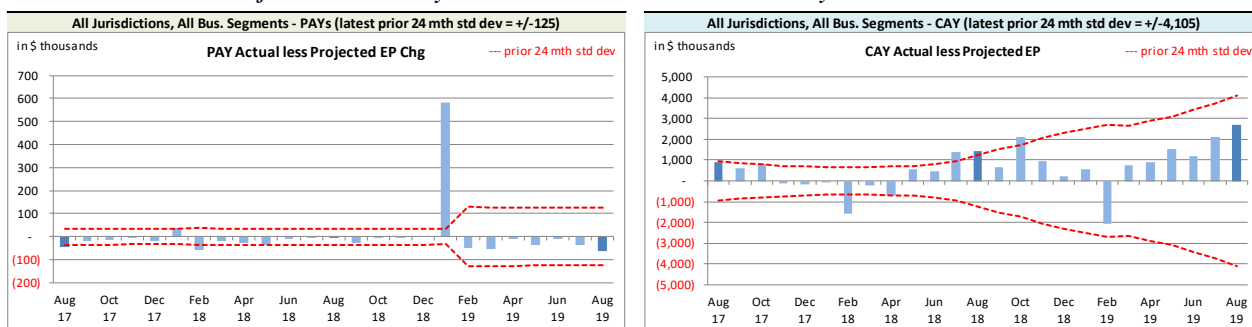 All Jurisdictions, All Bus. Segments - PAYs (latest prior 24 mth std dev = +/-125)
in $ thousands
PAY Actual less Projected EP Chg
--- prior 24 mth std dev
700
600
500
400
300
200
100
-
(100)
(200)
Aug Oct Dec Feb Apr Jun Aug Oct Dec Feb Apr Jun Aug
17 17 17 18 18 18 18 18 18 19 19 19 19
All Jurisdictions, All Bus. Segments - CAY (latest prior 24 mth std dev = +/-4,105)
in $ thousands
CAY Actual less Projected EP
--- prior 24 mth std dev
5,000
4,000
3,000
2,000
1,000
-
(1,000)
(2,000)
(3,000)
(4,000)
(5,000)
Aug Oct Dec Feb Apr Jun Aug Oct Dec Feb Apr Jun Aug
17 17 17 18 18 18 18 18 18 19 19 19 19